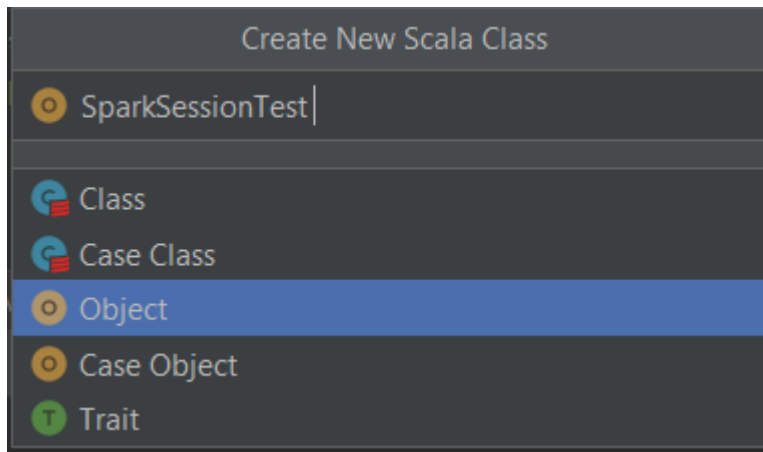 Create New Scala Class
O SparkSessionTest
C Class
C Case Class
O Object
O Case Object
T Trait